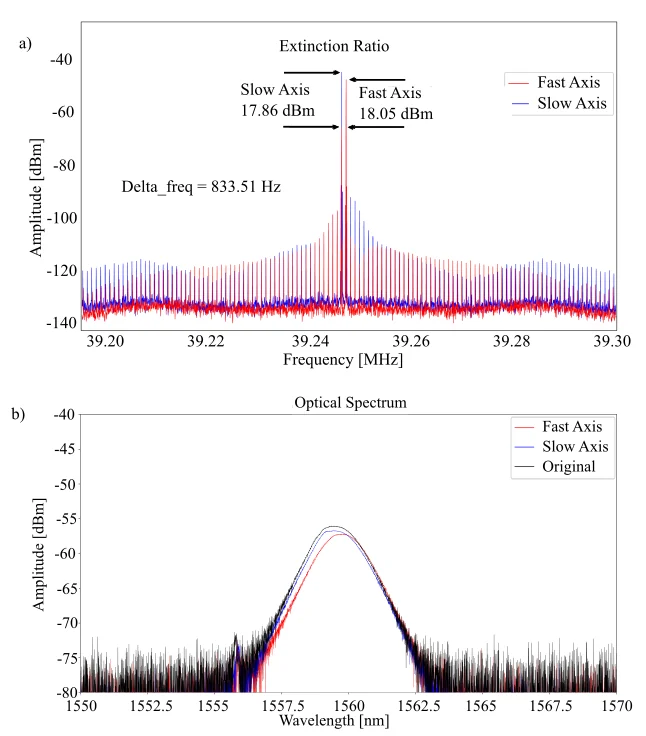 a)
Extinction Ratio
-40
-60
-80
-100
-120
-140
Amplitude [dBm]
Slow Axis
17.86 dBm
Fast Axis
18.05 dBm
Fast Axis
Slow Axis
Delta_freq = 833.51 Hz
39.20 39.22 39.24 39.26 39.28 39.30
Frequency [MHz]
b)
Optical Spectrum
-40
-45
-50
-55
-60
-65
-70
-75
-80
Amplitude [dBm]
Fast Axis
Slow Axis
Original
1550 1552.5 1555 1557.5 1560 1562.5 1565 1567.5 1570
Wavelength [nm]